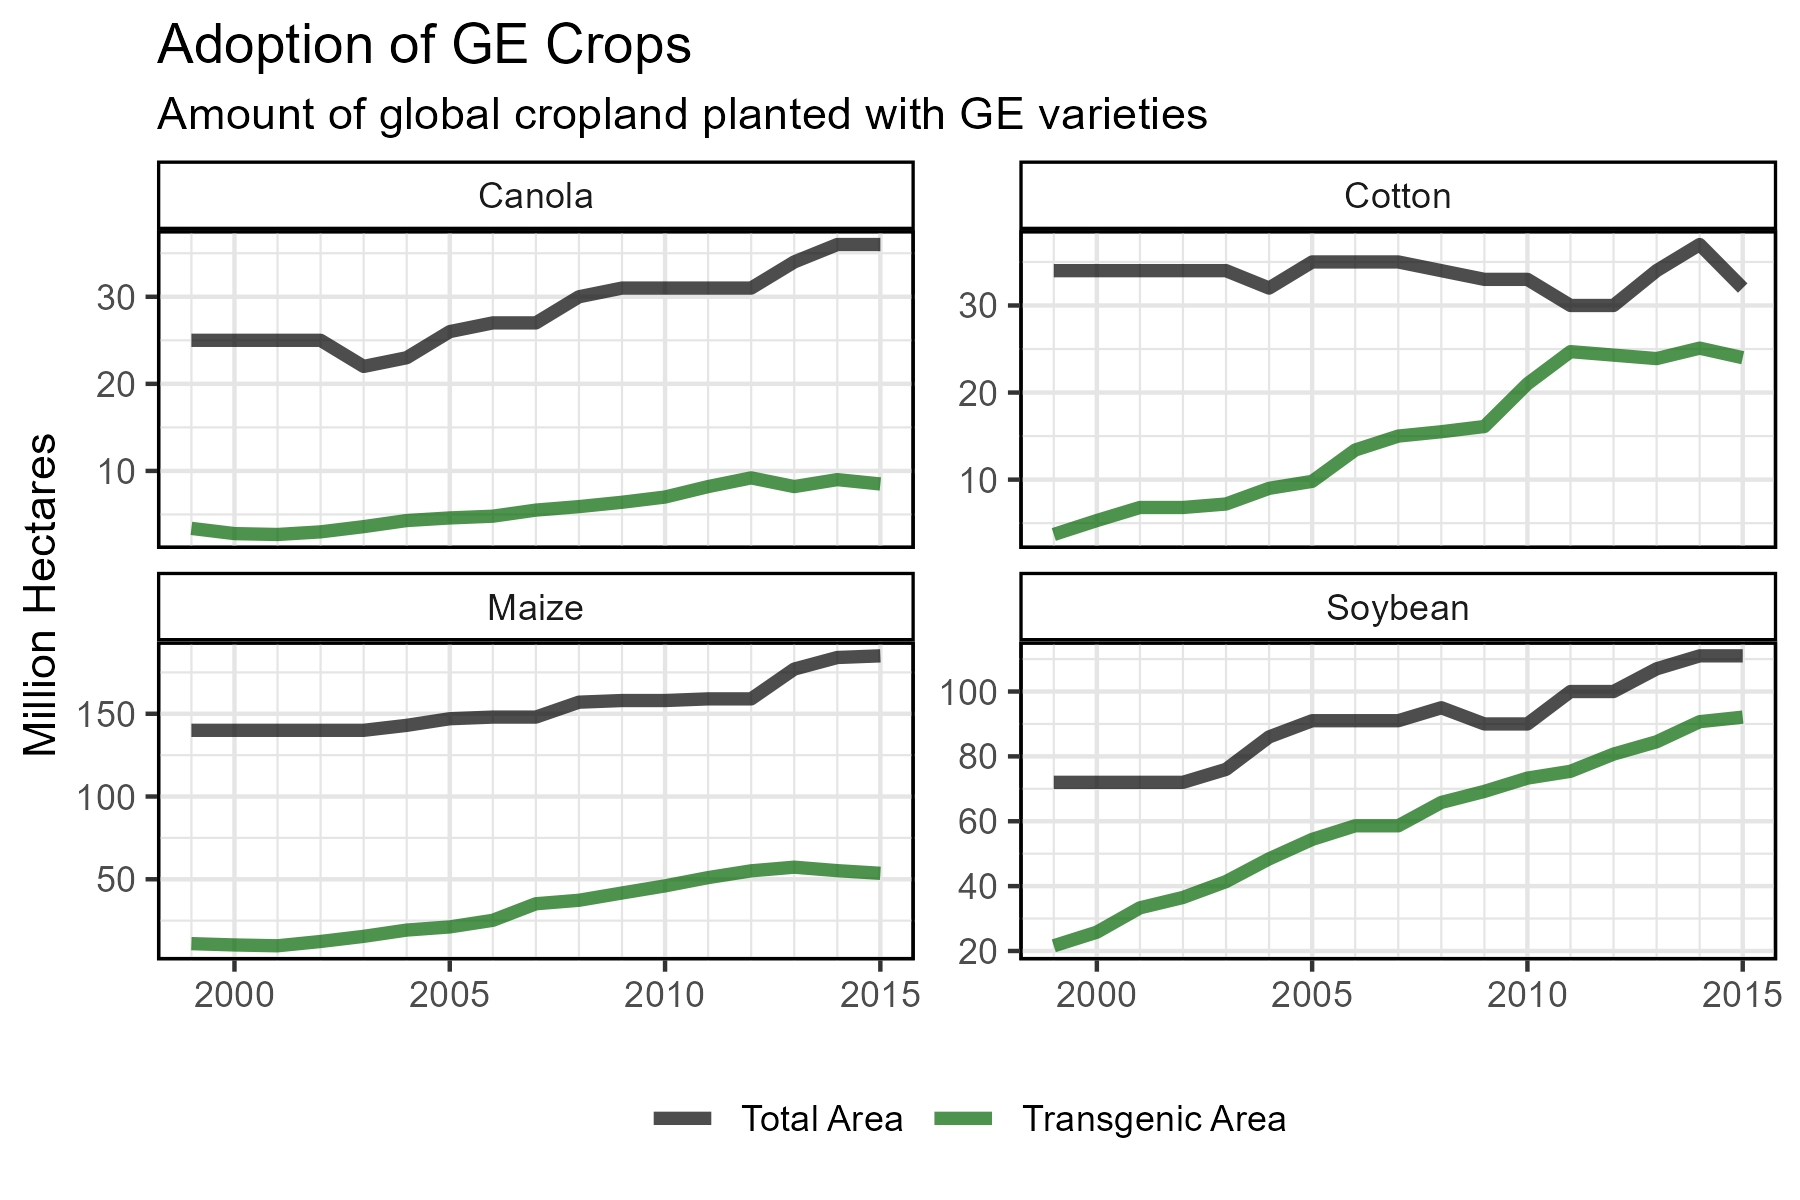 Adoption of GE Crops
Amount of global cropland planted with GE varieties
Canola
Cotton
30
20
10
30
20
10
Million Hectares
Maize
Soybean
150
100
50
100
80
60
40
20
2000 2005 2010 2015
2000 2005 2010 2015
Total Area Transgenic Area